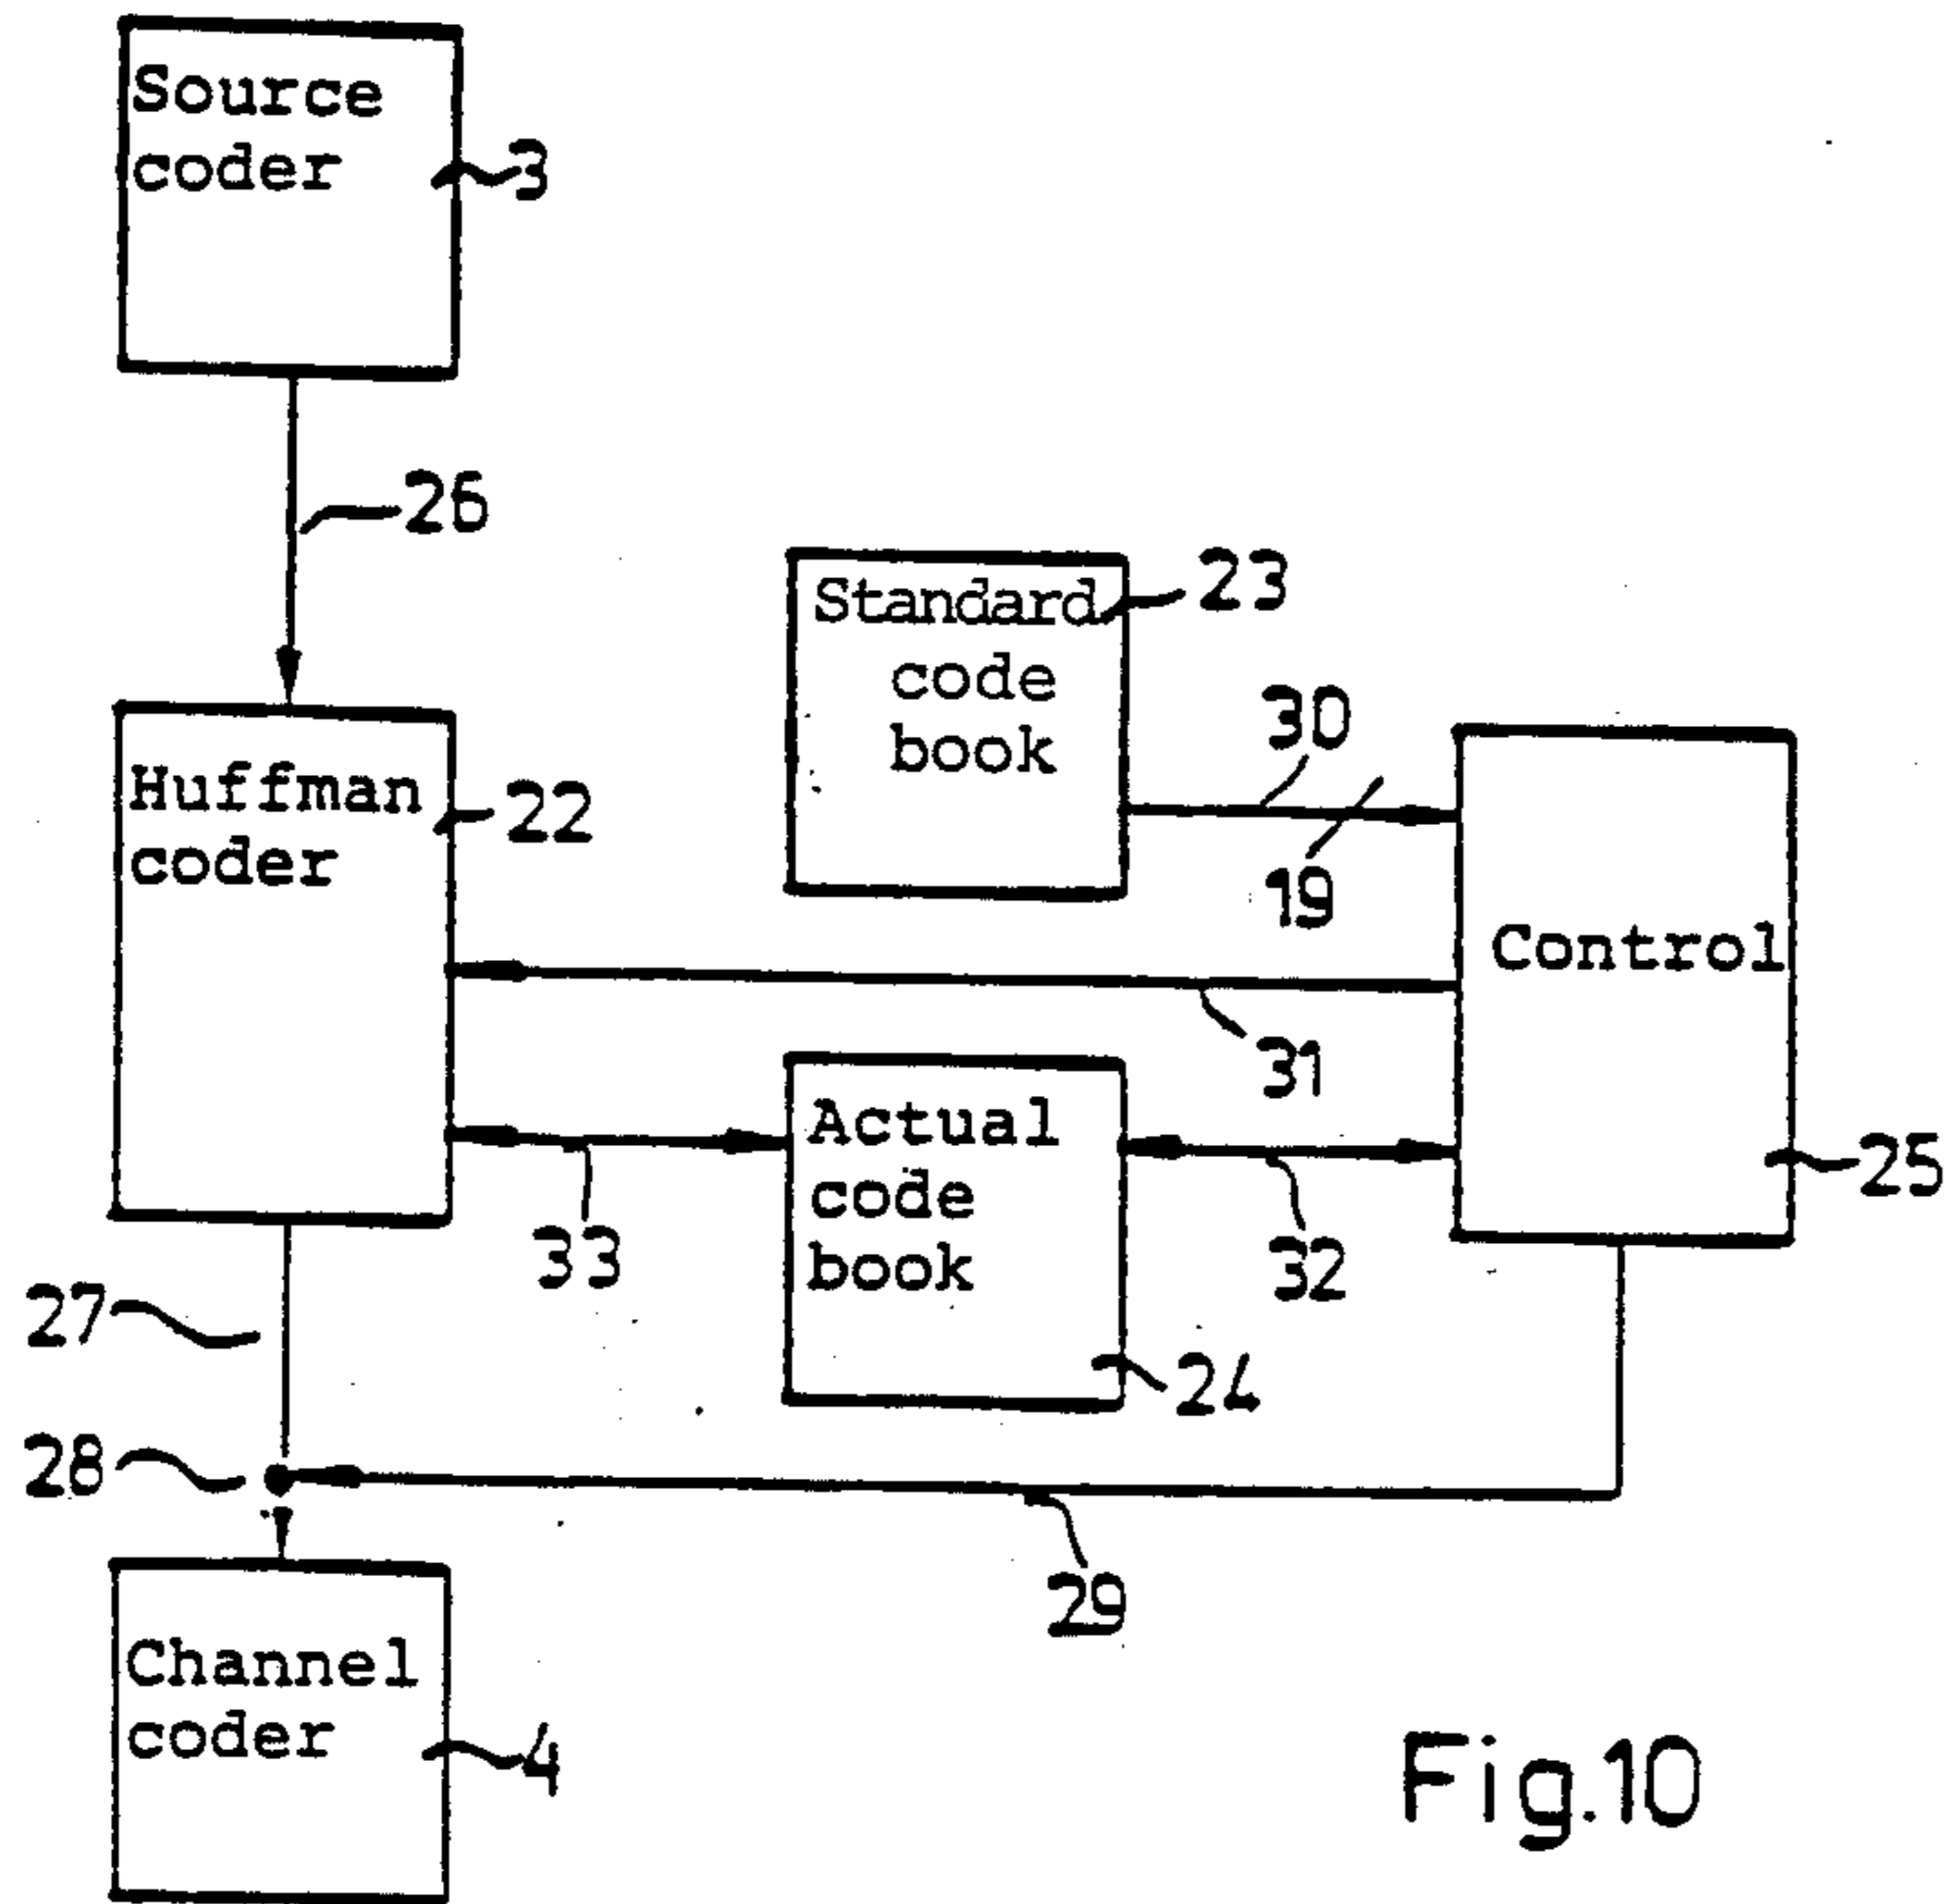 Source
coder
3
26
Standard
code
book
23
30
19
Huffman
coder
22
Control
31
Actual
code
book
25
33
32
27
24
28
29
Channel
coder
4
Fig.10